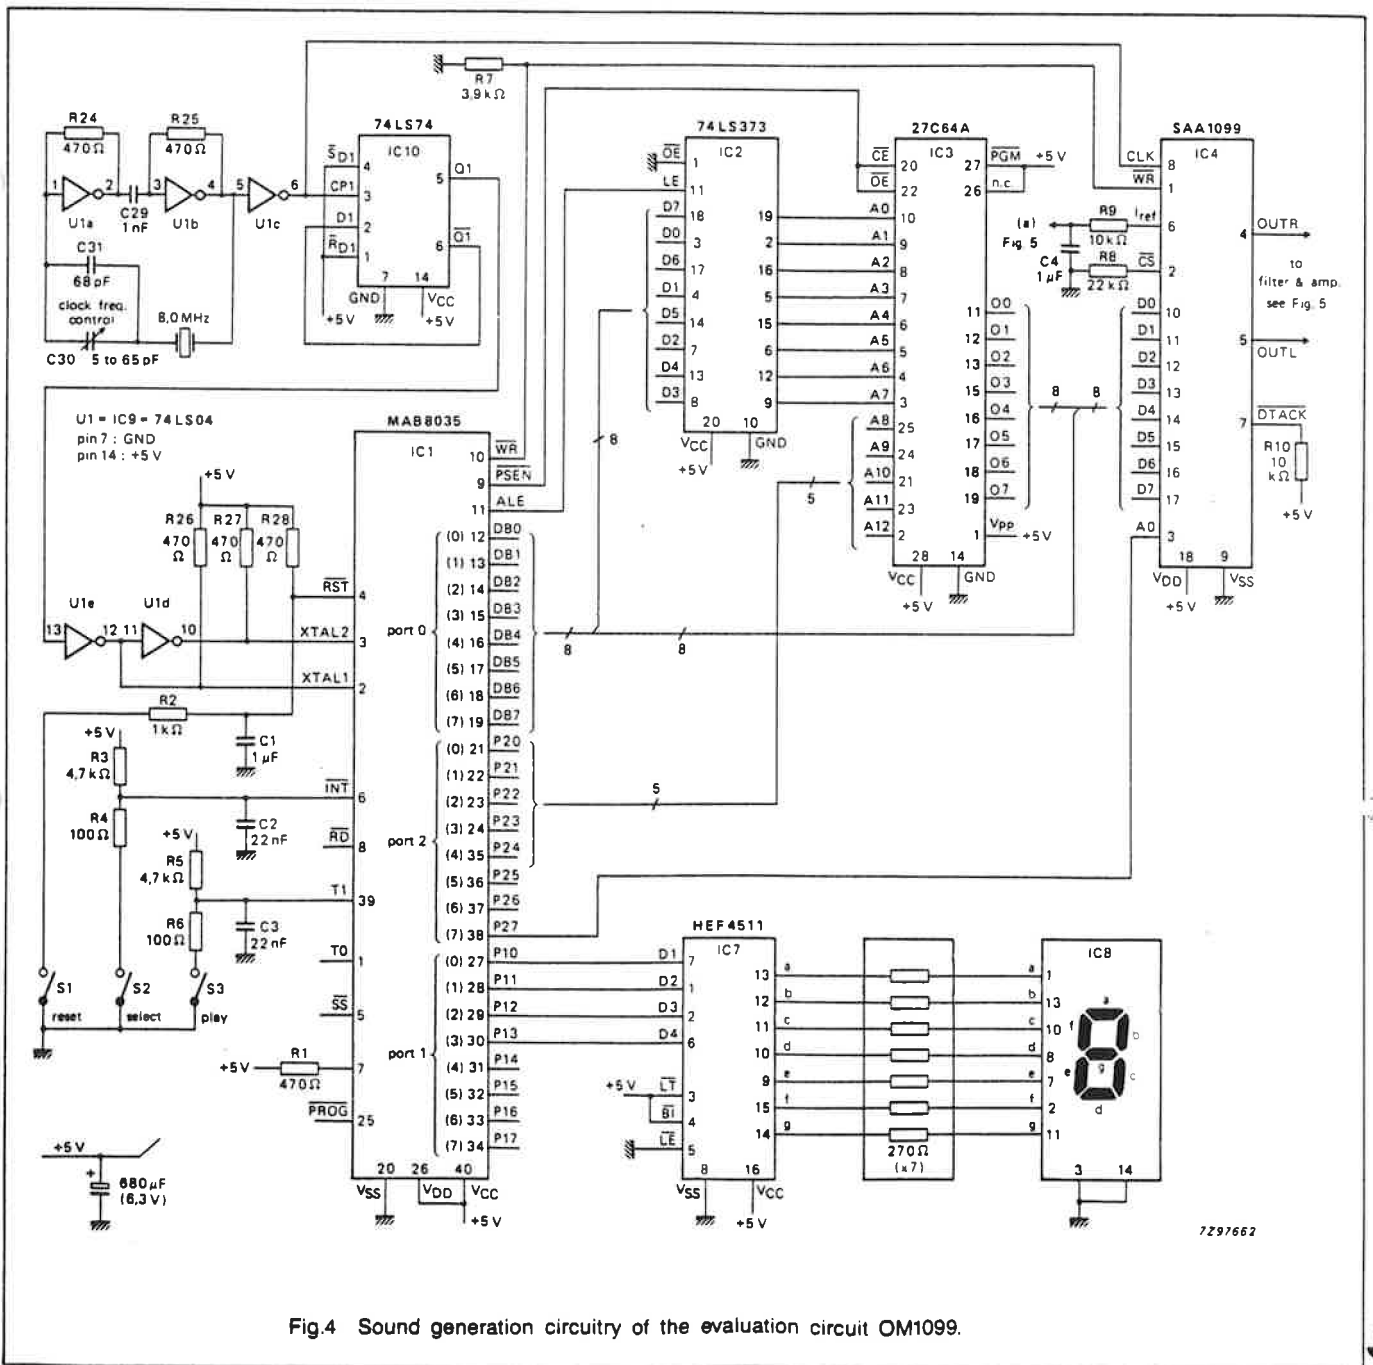 R7
3,9kΩ
R24
470Ω
R25
470Ω
1 2 3 4 5 6
U1a
C29
1nF
U1b
U1c
C31
68pF
clock freq.
control
8,0MHz
C30 5 to 65pF
74LS74
IC10
S̅D1 4
CP1 3
D1 2
R̅D1 1
5 Q1
6 Q̅1̅
7 14
GND VCC
+5V +5V
74LS373
IC2
O̅E̅ 1
LE 11
D7 18
D0 3
D6 17
D1 4
D5 14
D2 7
D4 13
D3 8
19
2
16
5
15
6
12
9
20 10
VCC GND
+5V
27C64A
IC3
C̅E̅ 20
O̅E̅ 22
A0 10
A1 9
A2 8
A3 7
A4 6
A5 5
A6 4
A7 3
A8 25
A9 24
A10 21
A11 23
A12 2
27 P̅G̅M̅ +5V
26 n.c
11 O0
12 O1
13 O2
15 O3
16 O4
17 O5
18 O6
19 O7
1 VPP +5V
28 14
VCC GND
+5V
SAA1099
IC4
CLK 8
W̅R̅ 1
Iref 6
C̅S̅ 2
D0 10
D1 11
D2 12
D3 13
D4 14
D5 15
D6 16
D7 17
A0 3
(a)
Fig 5
R9
10kΩ
C4
1µF
R8
22kΩ
4 OUTR
to
filter & amp.
see Fig. 5
5 OUTL
7 D̅T̅A̅C̅K̅
R10
10
kΩ
+5V
18 9
VDD VSS
+5V
8 8
8
5
U1 = IC9 = 74LS04
pin 7 : GND
pin 14 : +5V
+5V
R26 R27 R28
470 470 470
Ω Ω Ω
U1e U1d
13 12 11 10
MAB8035
IC1
R̅S̅T̅ 4
XTAL2 3
XTAL1 2
I̅N̅T̅ 6
R̅D̅ 8
T1 39
T0 1
S̅S̅ 5
7
P̅R̅O̅G̅ 25
10 W̅R̅
9 P̅S̅E̅N̅
11 ALE
port 0
(0) 12 DB0
(1) 13 DB1
(2) 14 DB2
(3) 15 DB3
(4) 16 DB4
(5) 17 DB5
(6) 18 DB6
(7) 19 DB7
port 2
(0) 21 P20
(1) 22 P21
(2) 23 P22
(3) 24 P23
(4) 35 P24
(5) 36 P25
(6) 37 P26
(7) 38 P27
port 1
(0) 27 P10
(1) 28 P11
(2) 29 P12
(3) 30 P13
(4) 31 P14
(5) 32 P15
(6) 33 P16
(7) 34 P17
20 26 40
VSS VDD VCC
+5V
8 8
5
R2
1kΩ
C1
1µF
+5V
R3
4,7kΩ
R4
100Ω
C2
22nF
+5V
R5
4,7kΩ
R6
100Ω
C3
22nF
S1 S2 S3
reset select play
+5V R1
470Ω
+5V
+
680µF
(6,3V)
HEF4511
IC7
D1 7
D2 1
D3 2
D4 6
+5V L̅T̅ 3
B̅I̅ 4
L̅E̅ 5
13 a
12 b
11 c
10 d
9 e
15 f
14 g
8 16
VSS VCC
+5V
270Ω
(x7)
IC8
a 1
b 13
c 10
d 8
e 7
f 2
g 11
a
f b
g
e c
d
3 14
7Z97662
Fig.4 Sound generation circuitry of the evaluation circuit OM1099.